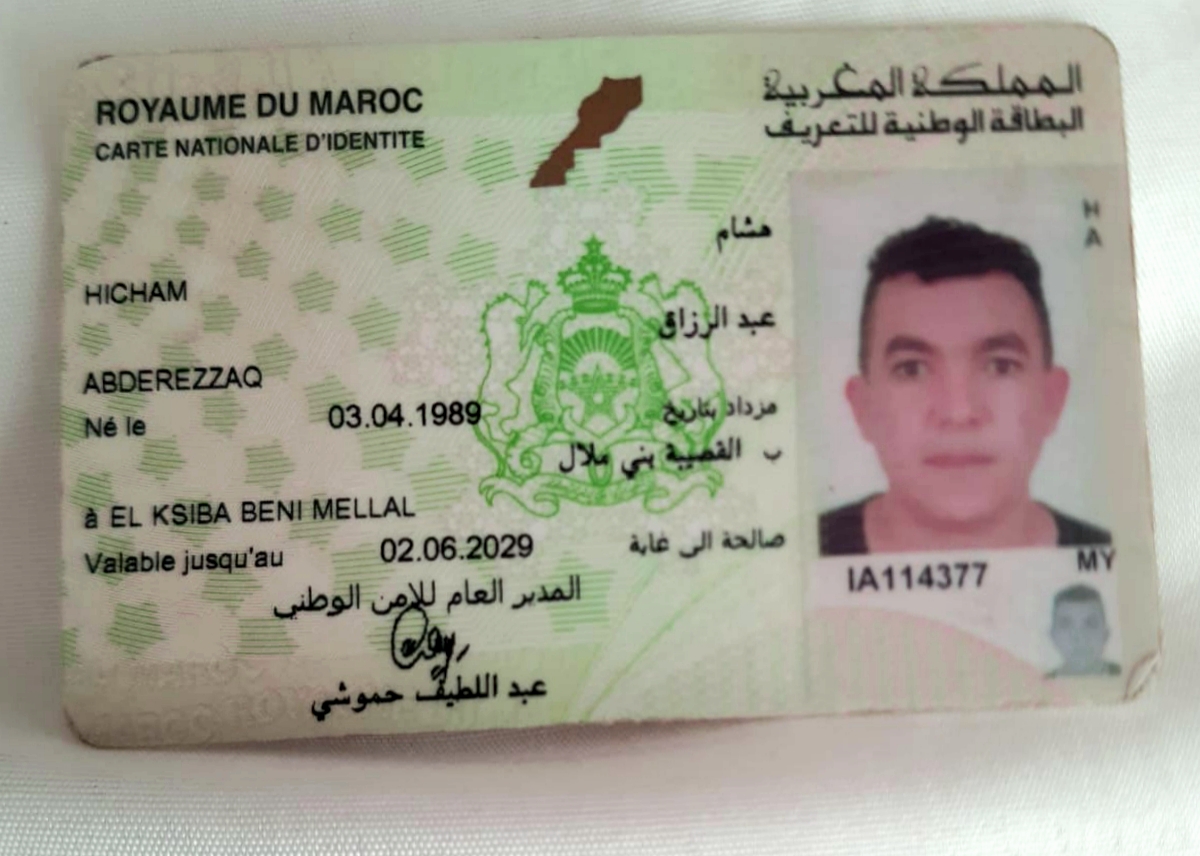 ROYAUME DU MAROC
المملكة المغربية
CARTE NATIONALE D'IDENTITE
البطاقة الوطنية للتعريف
H
A
هشام
HICHAM
عبد الرزاق
ABDEREZZAQ
Né le 03.04.1989 مزداد بتاريخ
ب القصيبة بني ملال
à EL KSIBA BENI MELLAL
Valable jusqu'au 02.06.2029 صالحة الى غاية
MY
IA114377
المدير العام للامن الوطني
عبد اللطيف حموشي